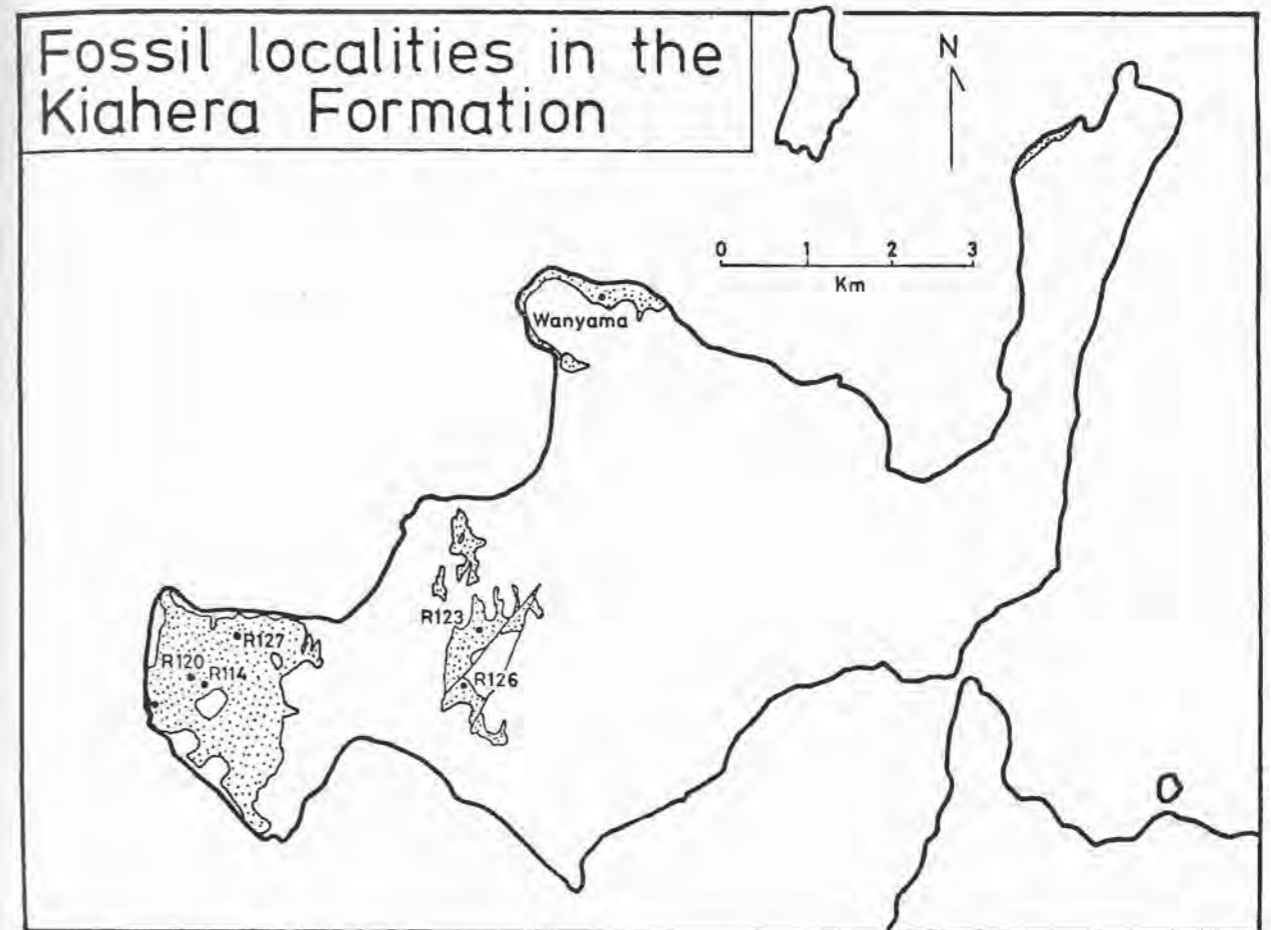 Fossil localities in the
Kiahera Formation
N
0 1 2 3
Km
Wanyama
R123
R127
R120
R114
R126